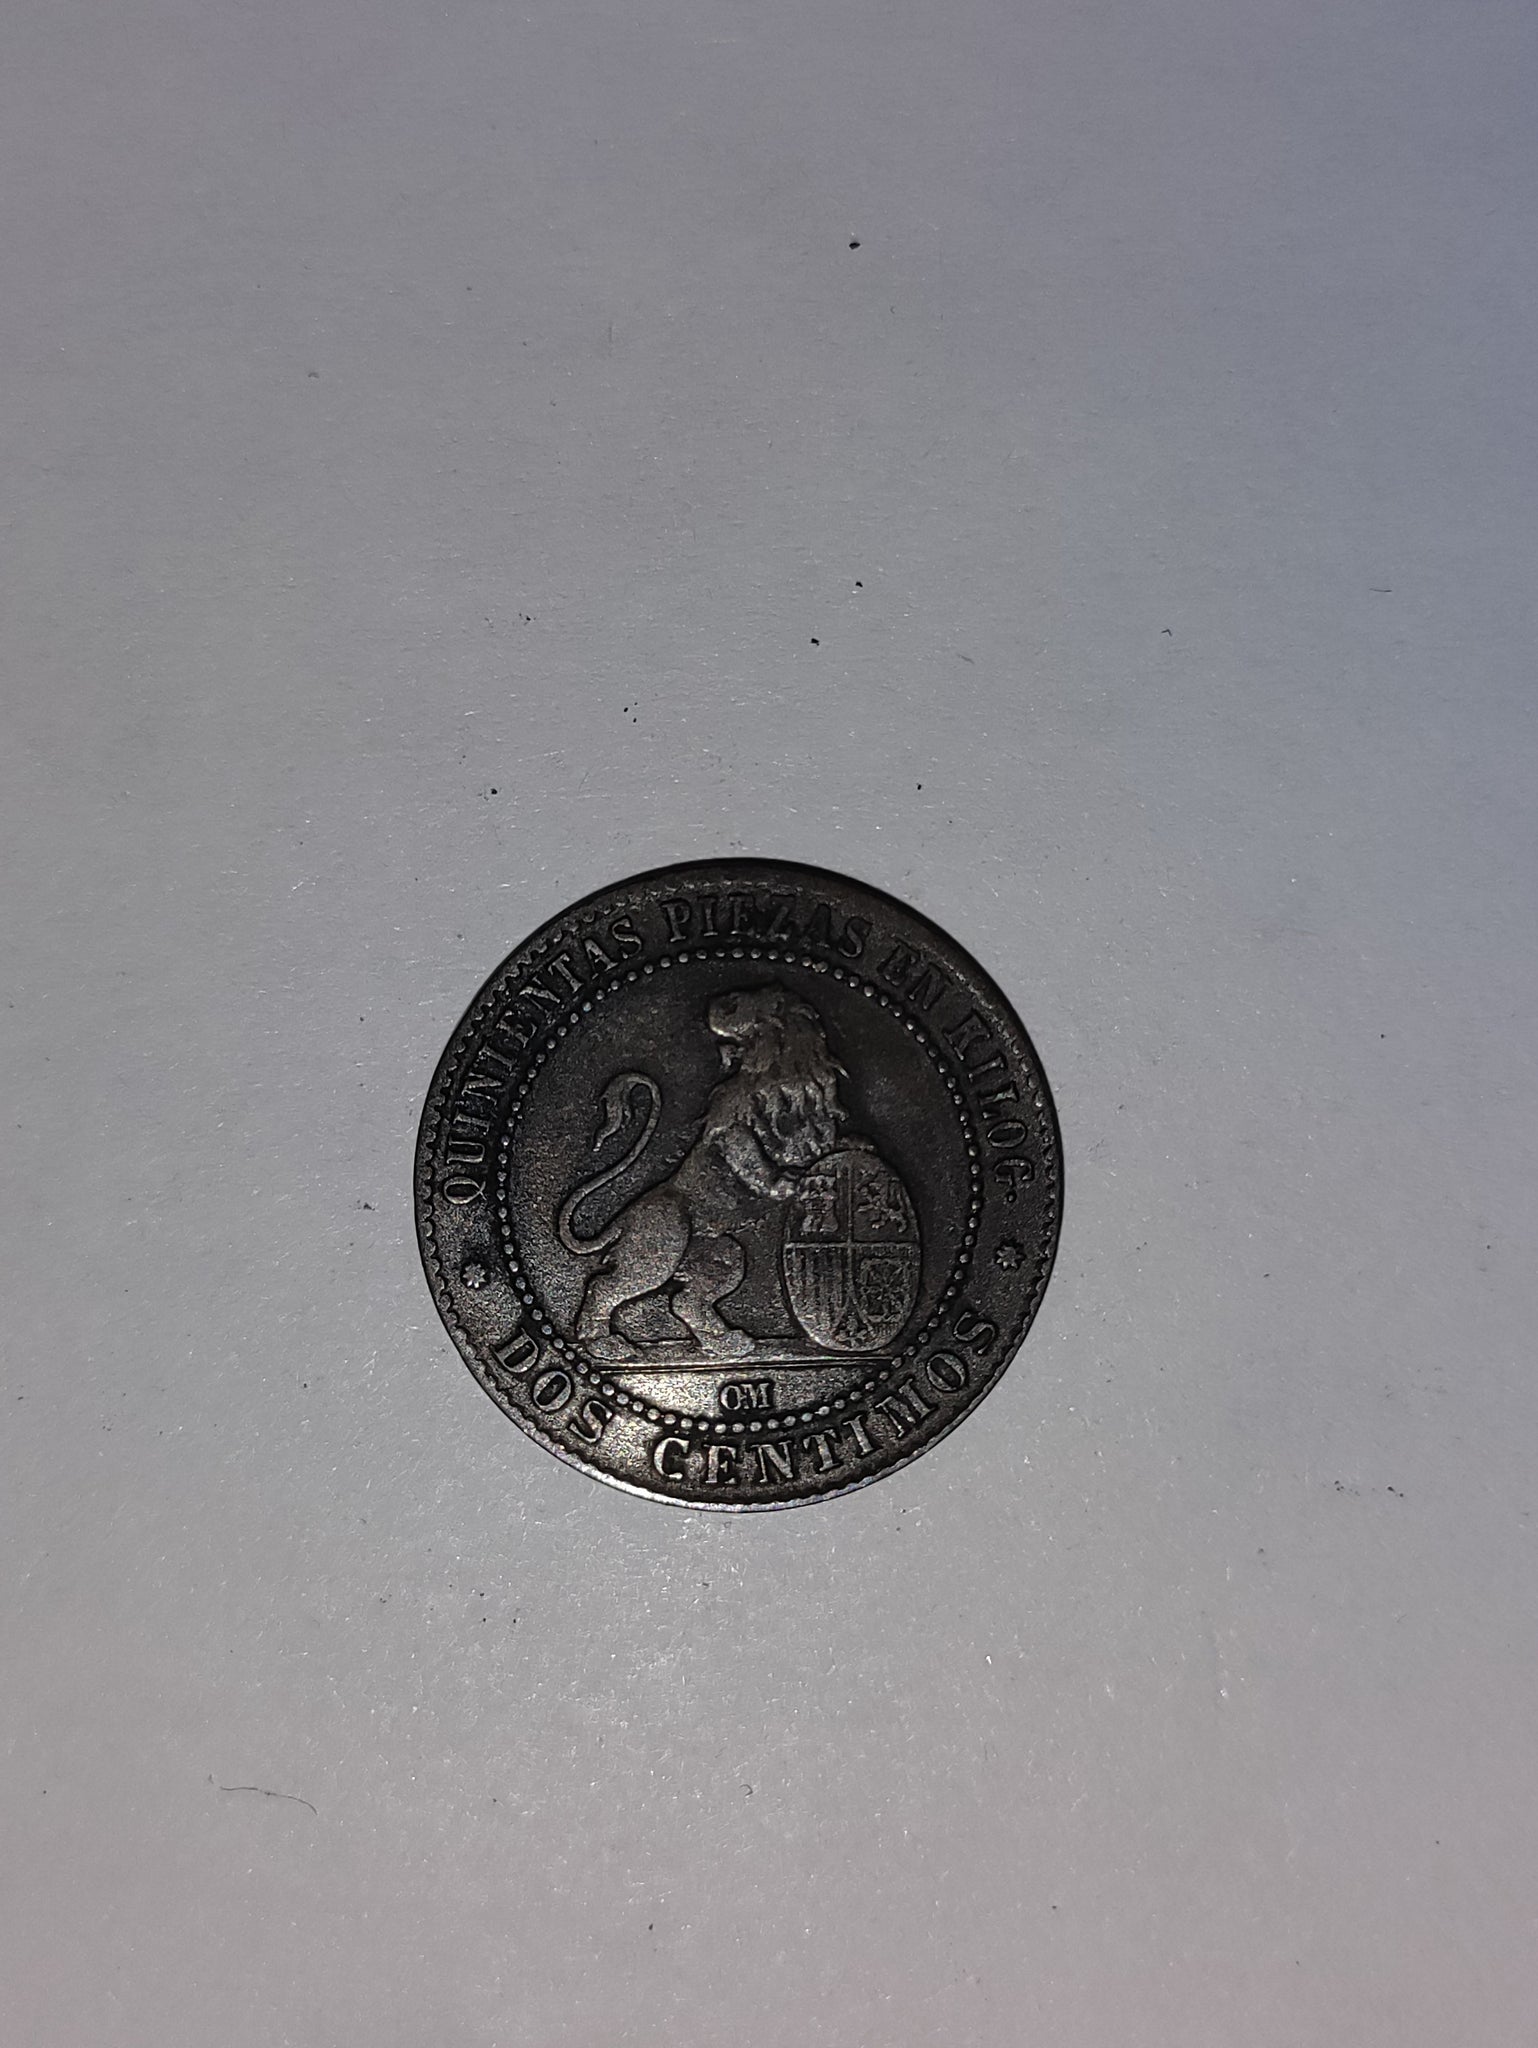 QUINIENTAS PIEZAS EN KILOG.
OM
DOS CENTIMOS